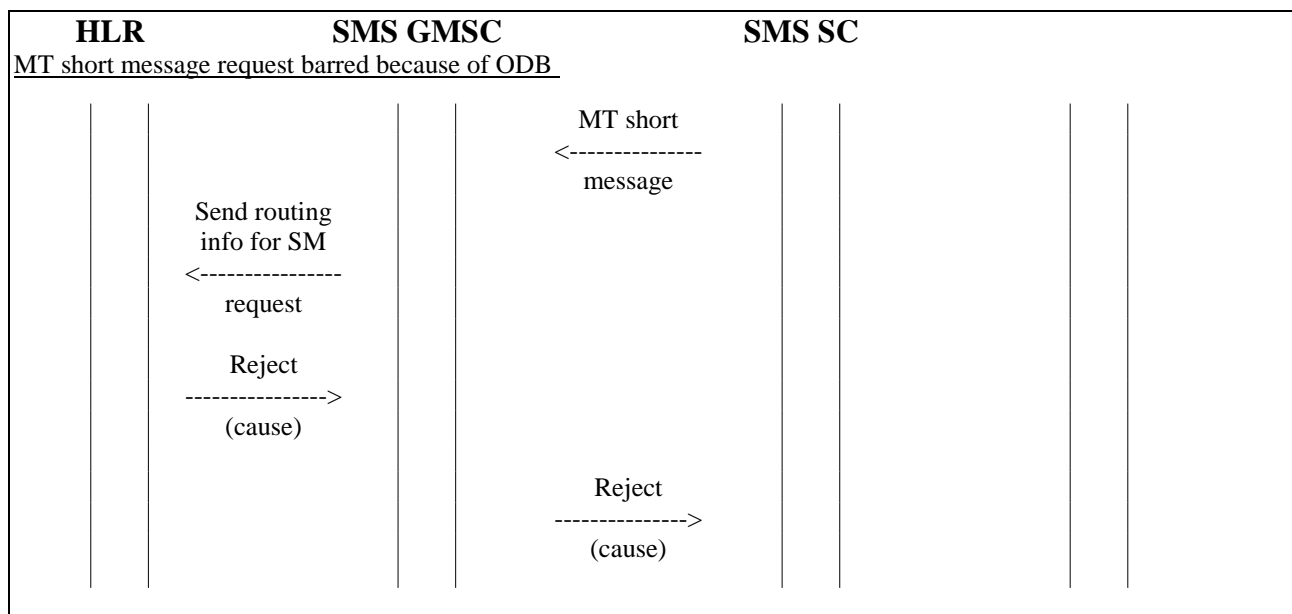 HLR SMS GMSC SMS SC
MT short message request barred because of ODB
MT short
<---------------
message
Send routing
info for SM
<----------------
request
Reject
---------------->
(cause)
Reject
--------------->
(cause)